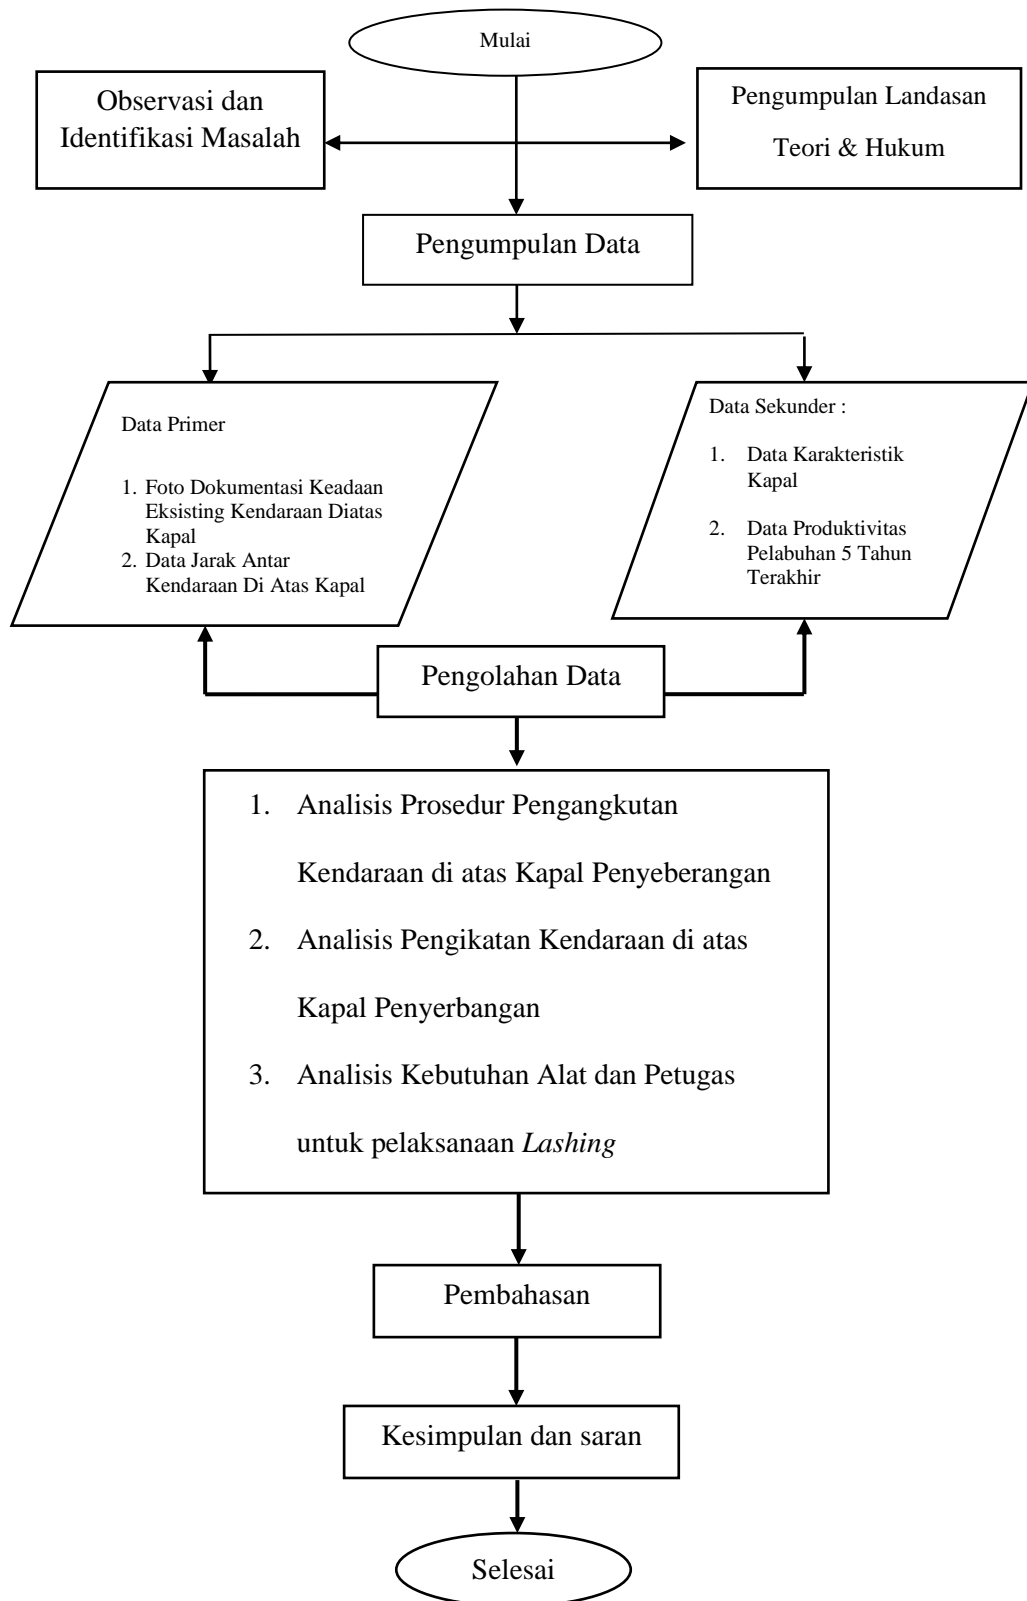 Mulai
Observasi dan
Identifikasi Masalah
Pengumpulan Landasan
Teori & Hukum
Pengumpulan Data
Data Primer
1. Foto Dokumentasi Keadaan
Eksisting Kendaraan Diatas
Kapal
2. Data Jarak Antar
Kendaraan Di Atas Kapal
Data Sekunder :
1. Data Karakteristik
Kapal
2. Data Produktivitas
Pelabuhan 5 Tahun
Terakhir
Pengolahan Data
1. Analisis Prosedur Pengangkutan
Kendaraan di atas Kapal Penyeberangan
2. Analisis Pengikatan Kendaraan di atas
Kapal Penyerbangan
3. Analisis Kebutuhan Alat dan Petugas
untuk pelaksanaan Lashing
Pembahasan
Kesimpulan dan saran
Selesai